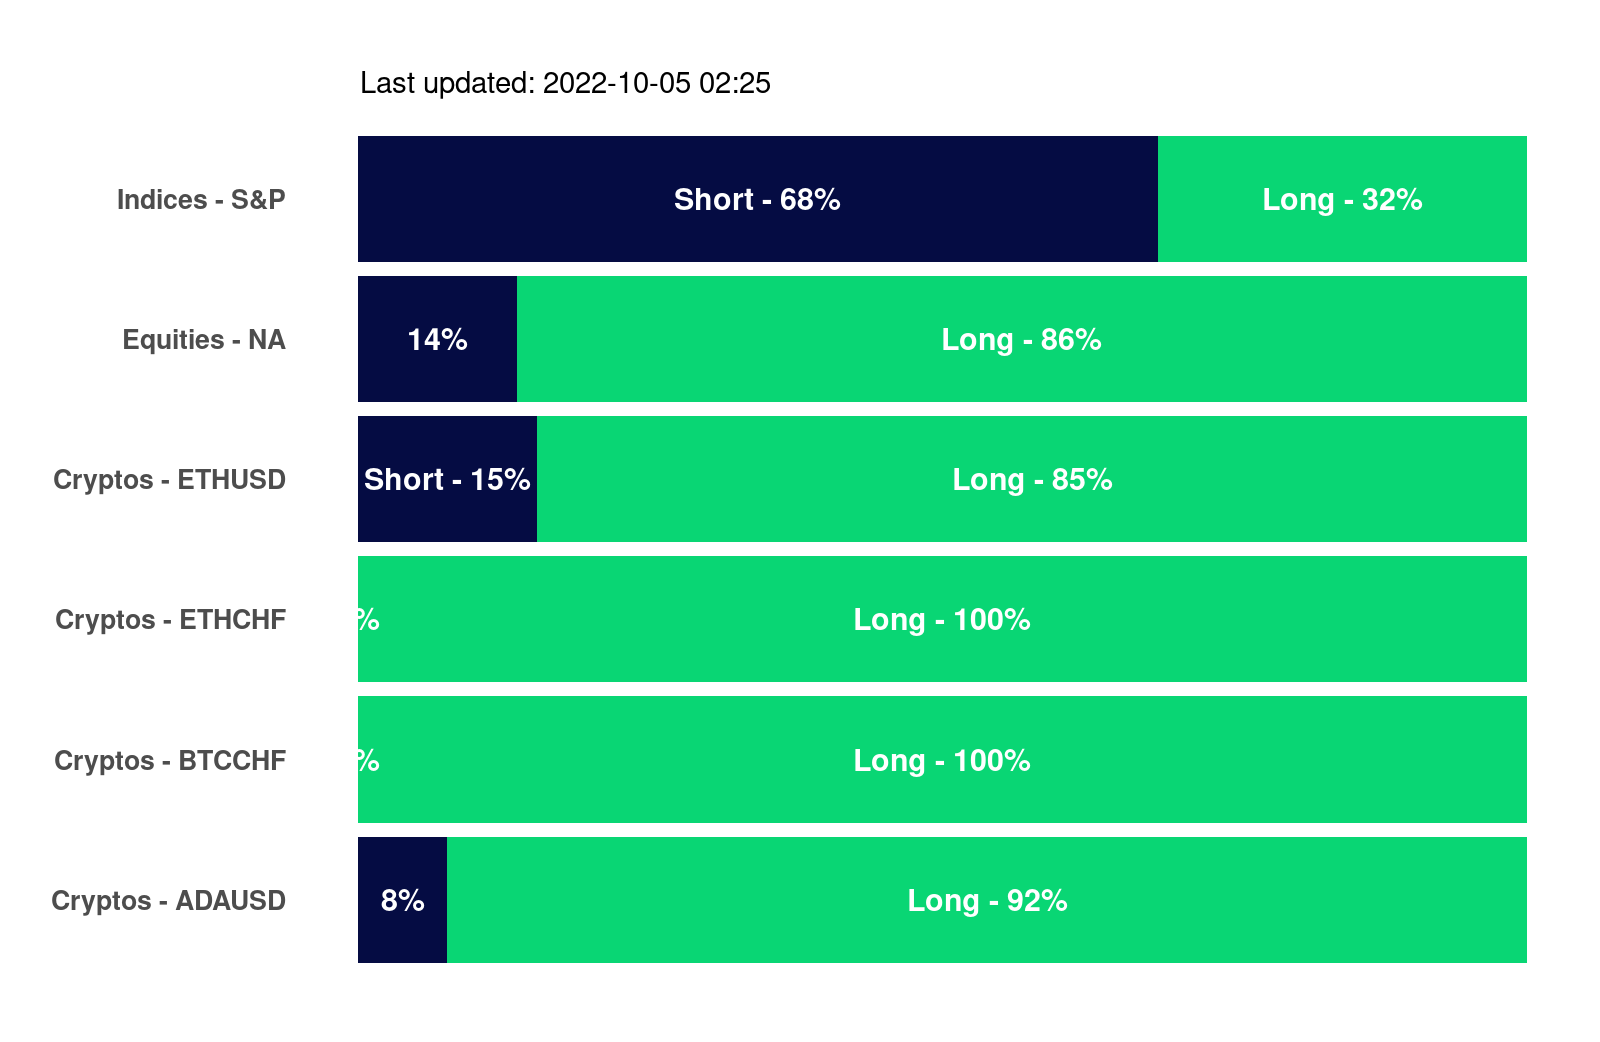 Last updated: 2022-10-05 02:25
Indices - S&P Short - 68% Long - 32%
Equities - NA 14% Long - 86%
Cryptos - ETHUSD Short - 15% Long - 85%
Cryptos - ETHCHF % Long - 100%
Cryptos - BTCCHF % Long - 100%
Cryptos - ADAUSD 8% Long - 92%